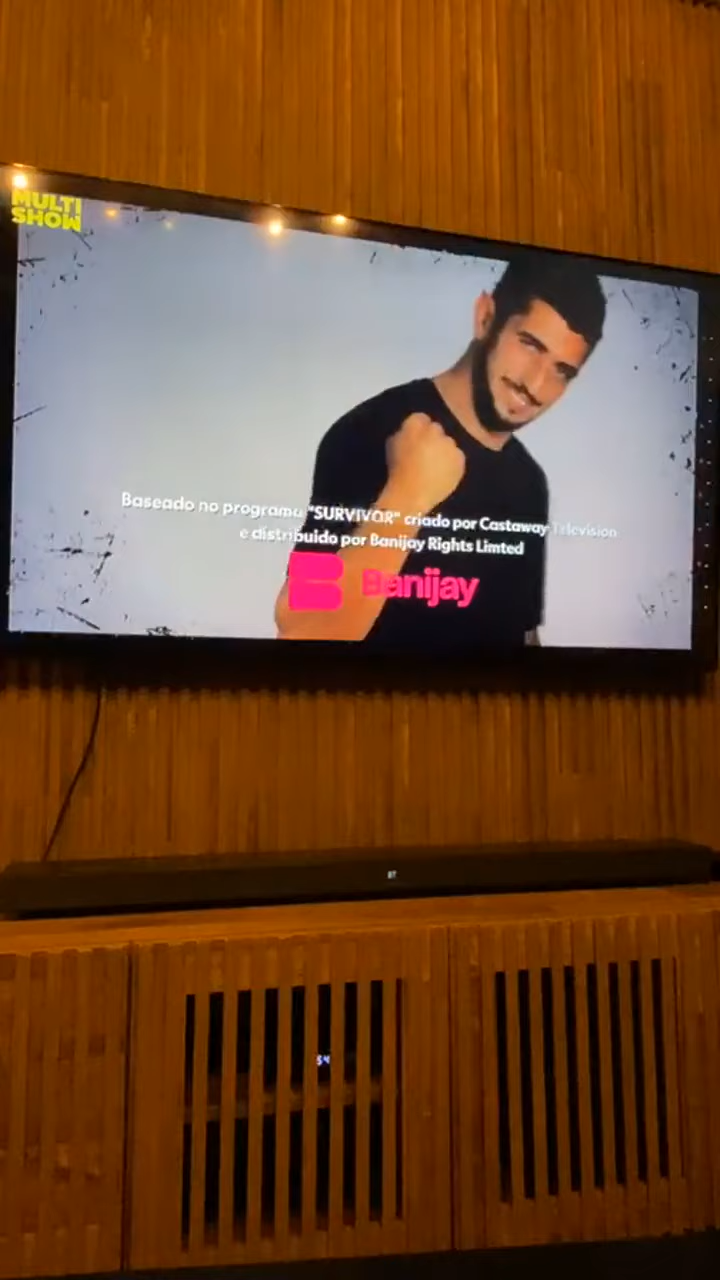 MULTI
SHOW
Baseado no programa "SURVIVOR" criado por Castaway Television
e distribuido por Banijay Rights Limted
Banijay